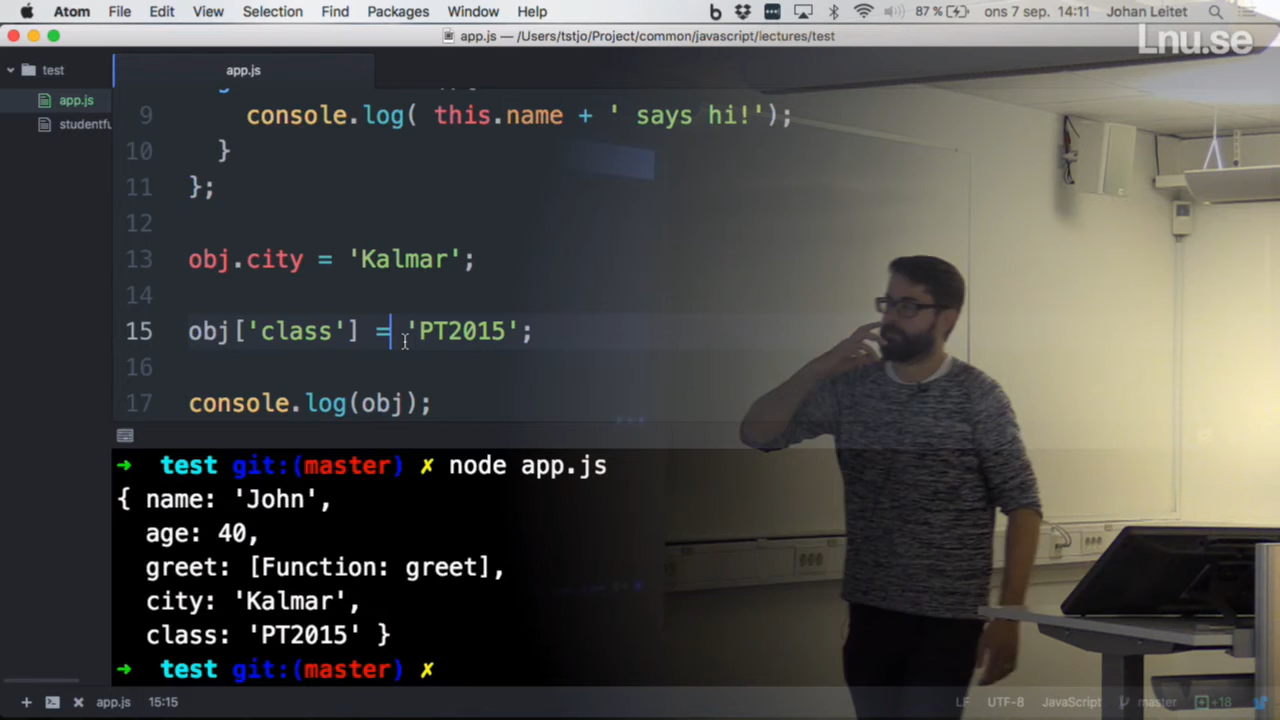 Atom File Edit View Selection Find Packages Window Help 87 % ons 7 sep. 14:11 Johan Leitet
app.js — /Users/tstjo/Project/common/javascript/lectures/test
Lnu.se
test
app.js
app.js
studentfu
9 console.log( this.name + ' says hi!');
10 }
11 };
12
13 obj.city = 'Kalmar';
14
15 obj['class'] = 'PT2015';
16
17 console.log(obj);
➜ test git:(master) ✗ node app.js
{ name: 'John',
age: 40,
greet: [Function: greet],
city: 'Kalmar',
class: 'PT2015' }
➜ test git:(master) ✗
+ app.js 15:15 LF UTF-8 JavaScript master +18